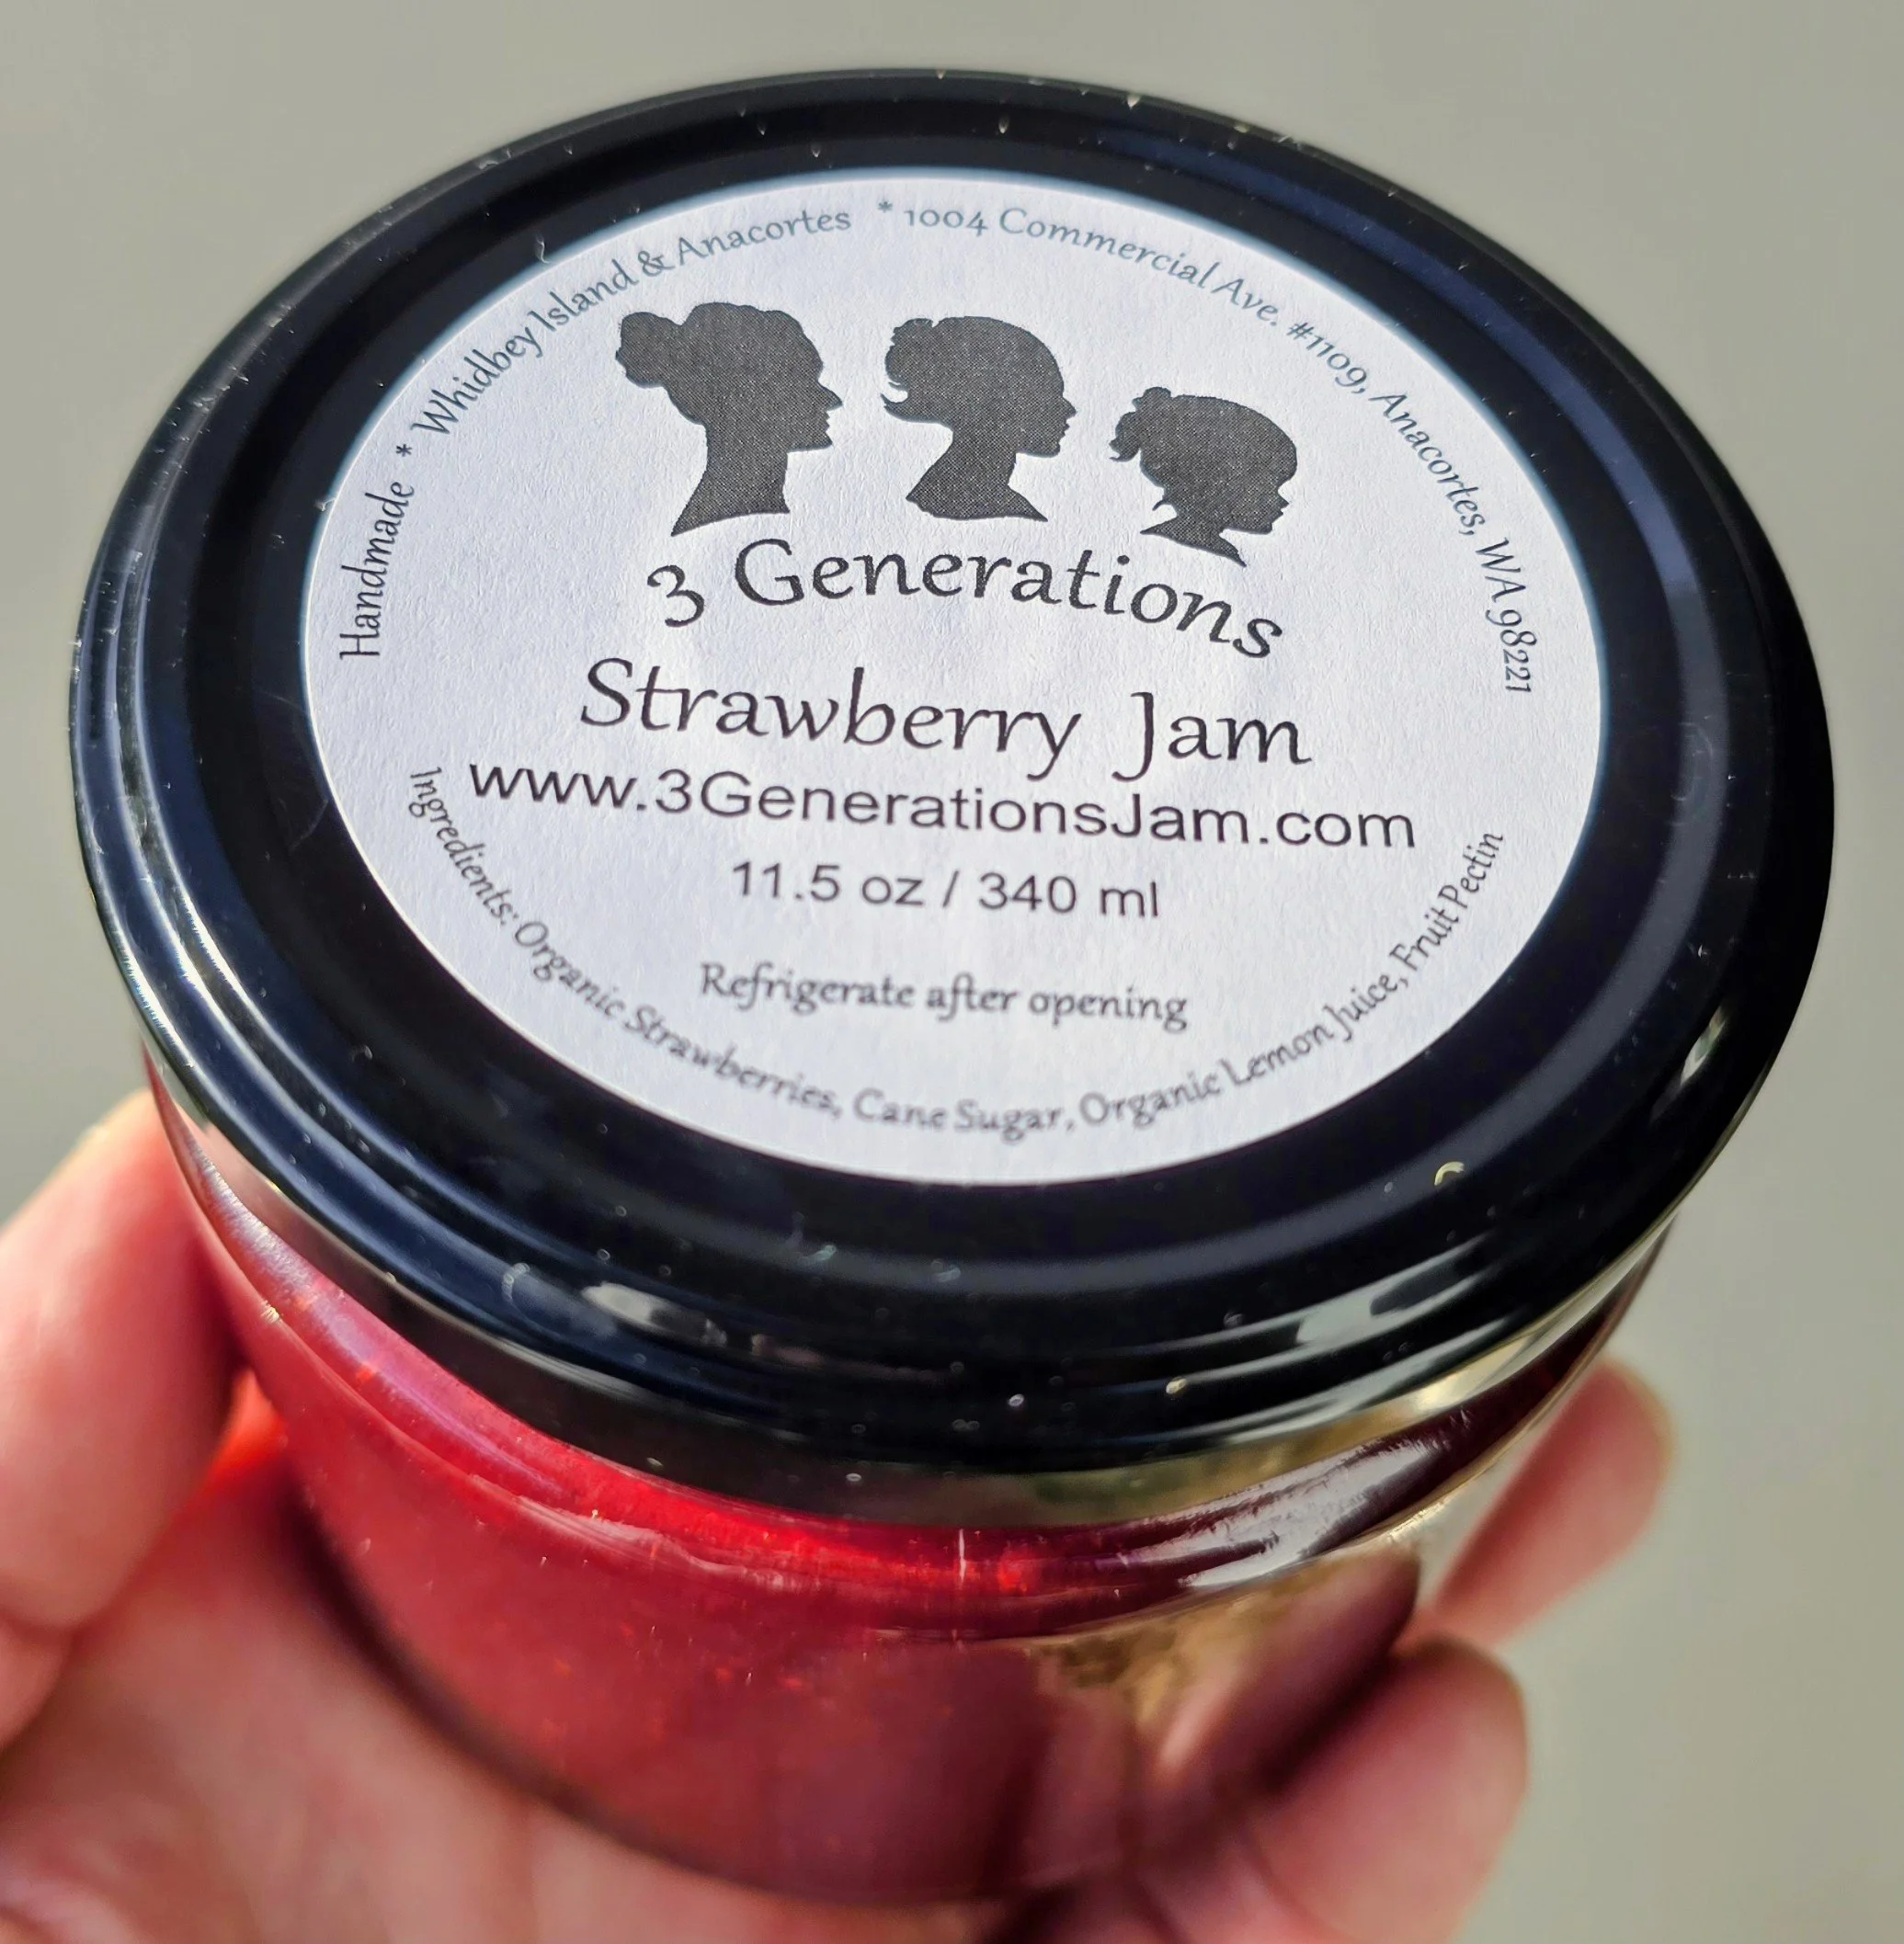 Handmade * Whidbey Island & Anacortes * 1004 Commercial Ave. #1109, Anacortes, WA 98221
3 Generations
Strawberry Jam
www.3GenerationsJam.com
11.5 oz / 340 ml
Refrigerate after opening
Ingredients: Organic Strawberries, Cane Sugar, Organic Lemon Juice, Fruit Pectin